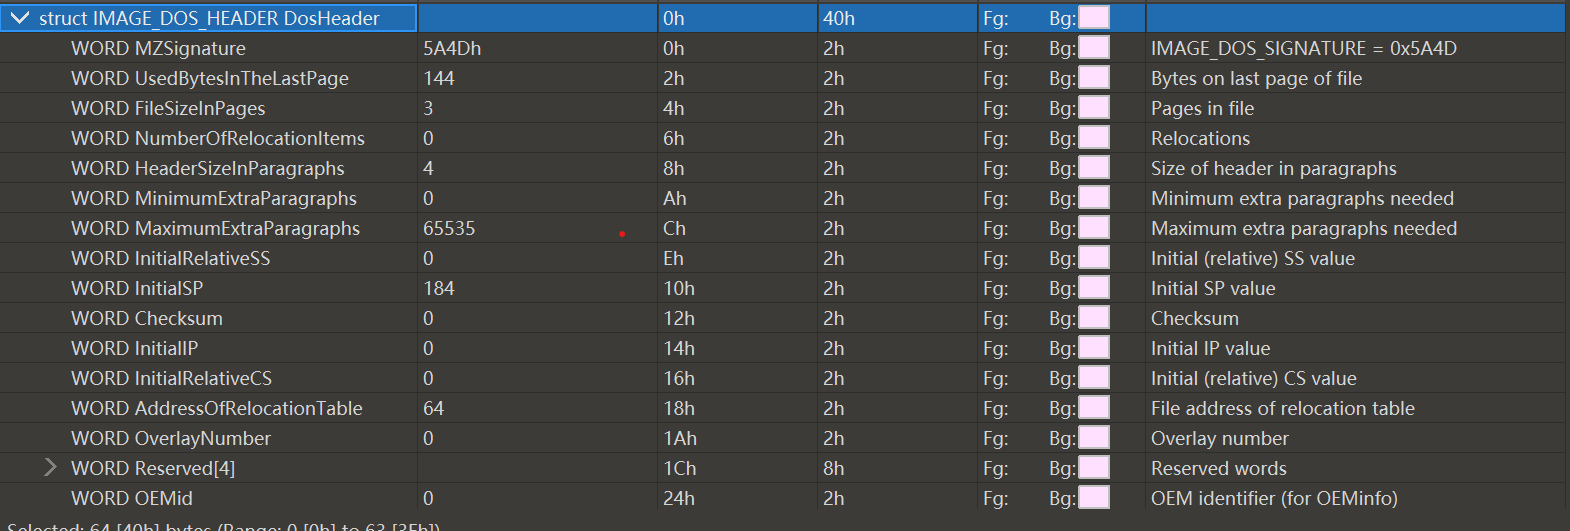 struct IMAGE_DOS_HEADER DosHeader 0h 40h Fg: Bg:
WORD MZSignature 5A4Dh 0h 2h Fg: Bg: IMAGE_DOS_SIGNATURE = 0x5A4D
WORD UsedBytesInTheLastPage 144 2h 2h Fg: Bg: Bytes on last page of file
WORD FileSizeInPages 3 4h 2h Fg: Bg: Pages in file
WORD NumberOfRelocationItems 0 6h 2h Fg: Bg: Relocations
WORD HeaderSizeInParagraphs 4 8h 2h Fg: Bg: Size of header in paragraphs
WORD MinimumExtraParagraphs 0 Ah 2h Fg: Bg: Minimum extra paragraphs needed
WORD MaximumExtraParagraphs 65535 Ch 2h Fg: Bg: Maximum extra paragraphs needed
WORD InitialRelativeSS 0 Eh 2h Fg: Bg: Initial (relative) SS value
WORD InitialSP 184 10h 2h Fg: Bg: Initial SP value
WORD Checksum 0 12h 2h Fg: Bg: Checksum
WORD InitialIP 0 14h 2h Fg: Bg: Initial IP value
WORD InitialRelativeCS 0 16h 2h Fg: Bg: Initial (relative) CS value
WORD AddressOfRelocationTable 64 18h 2h Fg: Bg: File address of relocation table
WORD OverlayNumber 0 1Ah 2h Fg: Bg: Overlay number
WORD Reserved[4] 1Ch 8h Fg: Bg: Reserved words
WORD OEMid 0 24h 2h Fg: Bg: OEM identifier (for OEMinfo)
Selected: 64 [40h] bytes (Range: 0 [0h] to 63 [3Fh])